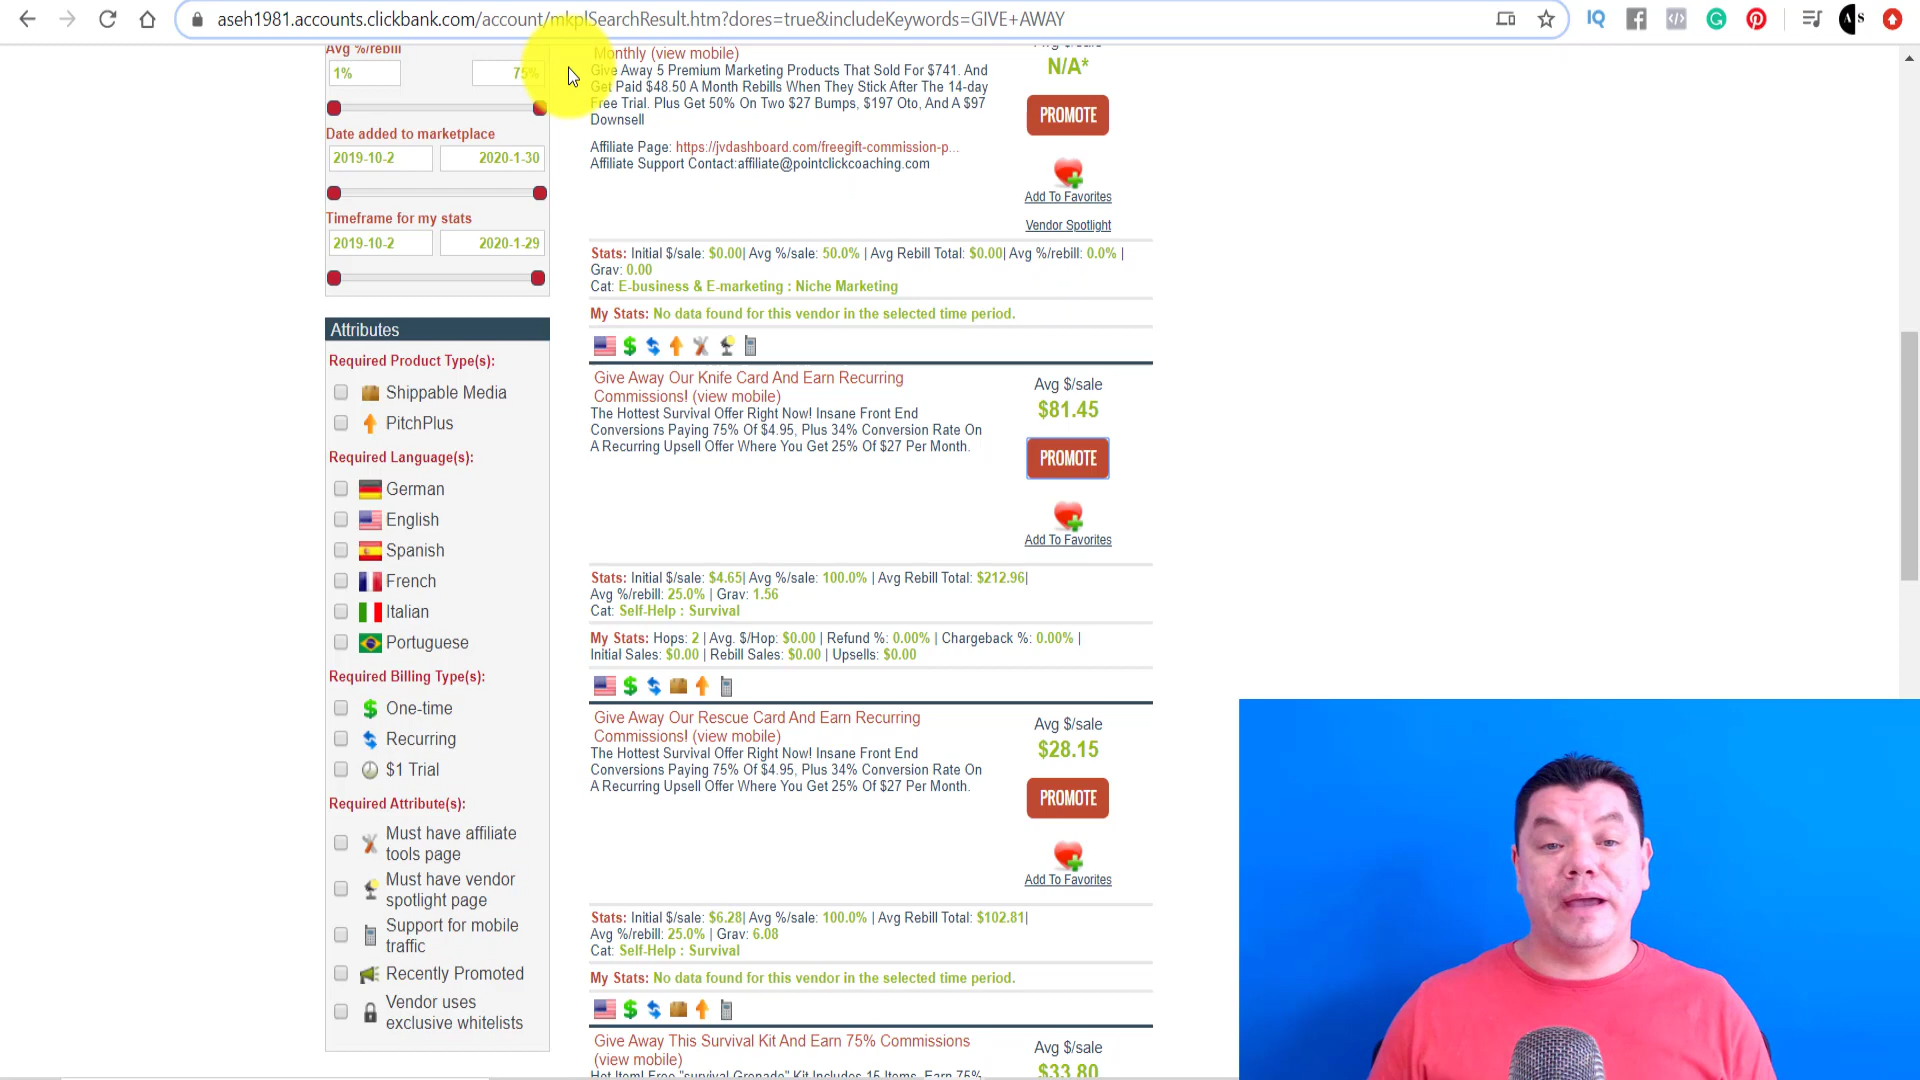 aseh1981.accounts.clickbank.com/account/mkplSearchResult.htm?dores=true&includeKeywords=GIVE+AWAY
Avg %/rebill
1%
75%
Date added to marketplace
2019-10-2
2020-1-30
Timeframe for my stats
2019-10-2
2020-1-29
Attributes
Required Product Type(s):
Shippable Media
PitchPlus
Required Language(s):
German
English
Spanish
French
Italian
Portuguese
Required Billing Type(s):
One-time
Recurring
$1 Trial
Required Attribute(s):
Must have affiliate
tools page
Must have vendor
spotlight page
Support for mobile
traffic
Recently Promoted
Vendor uses
exclusive whitelists
Monthly (view mobile)
Give Away 5 Premium Marketing Products That Sold For $741. And
Get Paid $48.50 A Month Rebills When They Stick After The 14-day
Free Trial. Plus Get 50% On Two $27 Bumps, $197 Oto, And A $97
Downsell
Affiliate Page: https://jvdashboard.com/freegift-commission-p...
Affiliate Support Contact:affiliate@pointclickcoaching.com
Avg $/sale
N/A*
PROMOTE
Add To Favorites
Vendor Spotlight
Stats: Initial $/sale: $0.00| Avg %/sale: 50.0% | Avg Rebill Total: $0.00| Avg %/rebill: 0.0% |
Grav: 0.00
Cat: E-business & E-marketing : Niche Marketing
My Stats: No data found for this vendor in the selected time period.
Give Away Our Knife Card And Earn Recurring
Commissions! (view mobile)
The Hottest Survival Offer Right Now! Insane Front End
Conversions Paying 75% Of $4.95, Plus 34% Conversion Rate On
A Recurring Upsell Offer Where You Get 25% Of $27 Per Month.
Avg $/sale
$81.45
PROMOTE
Add To Favorites
Stats: Initial $/sale: $4.65| Avg %/sale: 100.0% | Avg Rebill Total: $212.96|
Avg %/rebill: 25.0% | Grav: 1.56
Cat: Self-Help : Survival
My Stats: Hops: 2 | Avg. $/Hop: $0.00 | Refund %: 0.00% | Chargeback %: 0.00% |
Initial Sales: $0.00 | Rebill Sales: $0.00 | Upsells: $0.00
Give Away Our Rescue Card And Earn Recurring
Commissions! (view mobile)
The Hottest Survival Offer Right Now! Insane Front End
Conversions Paying 75% Of $4.95, Plus 34% Conversion Rate On
A Recurring Upsell Offer Where You Get 25% Of $27 Per Month.
Avg $/sale
$28.15
PROMOTE
Add To Favorites
Stats: Initial $/sale: $6.28| Avg %/sale: 100.0% | Avg Rebill Total: $102.81|
Avg %/rebill: 25.0% | Grav: 6.08
Cat: Self-Help : Survival
My Stats: No data found for this vendor in the selected time period.
Give Away This Survival Kit And Earn 75% Commissions
(view mobile)
Hot Item! Free "survival Grenade" Kit Includes 15 Items. Earn 75%
Avg $/sale
$33.80